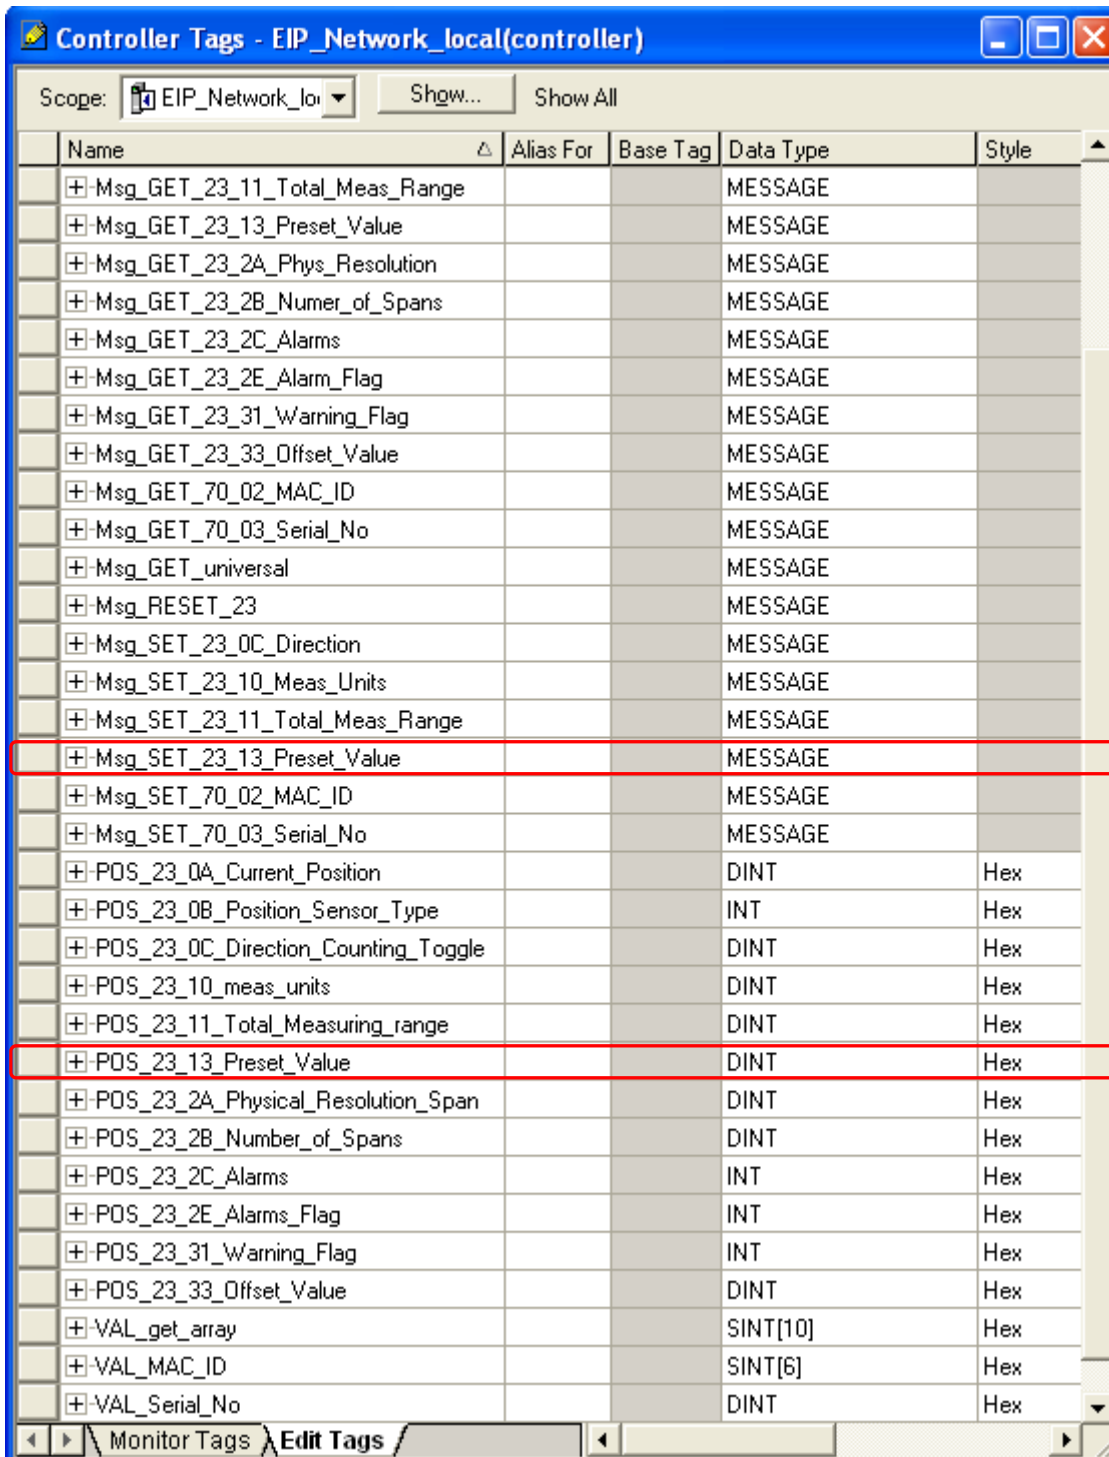 Controller Tags - EIP_Network_local(controller)
Scope: EIP_Network_lo Show... Show All
Name Alias For Base Tag Data Type Style
Msg_GET_23_11_Total_Meas_Range MESSAGE
Msg_GET_23_13_Preset_Value MESSAGE
Msg_GET_23_2A_Phys_Resolution MESSAGE
Msg_GET_23_2B_Numer_of_Spans MESSAGE
Msg_GET_23_2C_Alarms MESSAGE
Msg_GET_23_2E_Alarm_Flag MESSAGE
Msg_GET_23_31_Warning_Flag MESSAGE
Msg_GET_23_33_Offset_Value MESSAGE
Msg_GET_70_02_MAC_ID MESSAGE
Msg_GET_70_03_Serial_No MESSAGE
Msg_GET_universal MESSAGE
Msg_RESET_23 MESSAGE
Msg_SET_23_0C_Direction MESSAGE
Msg_SET_23_10_Meas_Units MESSAGE
Msg_SET_23_11_Total_Meas_Range MESSAGE
Msg_SET_23_13_Preset_Value MESSAGE
Msg_SET_70_02_MAC_ID MESSAGE
Msg_SET_70_03_Serial_No MESSAGE
POS_23_0A_Current_Position DINT Hex
POS_23_0B_Position_Sensor_Type INT Hex
POS_23_0C_Direction_Counting_Toggle DINT Hex
POS_23_10_meas_units DINT Hex
POS_23_11_Total_Measuring_range DINT Hex
POS_23_13_Preset_Value DINT Hex
POS_23_2A_Physical_Resolution_Span DINT Hex
POS_23_2B_Number_of_Spans DINT Hex
POS_23_2C_Alarms INT Hex
POS_23_2E_Alarms_Flag INT Hex
POS_23_31_Warning_Flag INT Hex
POS_23_33_Offset_Value DINT Hex
VAL_get_array SINT[10] Hex
VAL_MAC_ID SINT[6] Hex
VAL_Serial_No DINT Hex
Monitor Tags Edit Tags